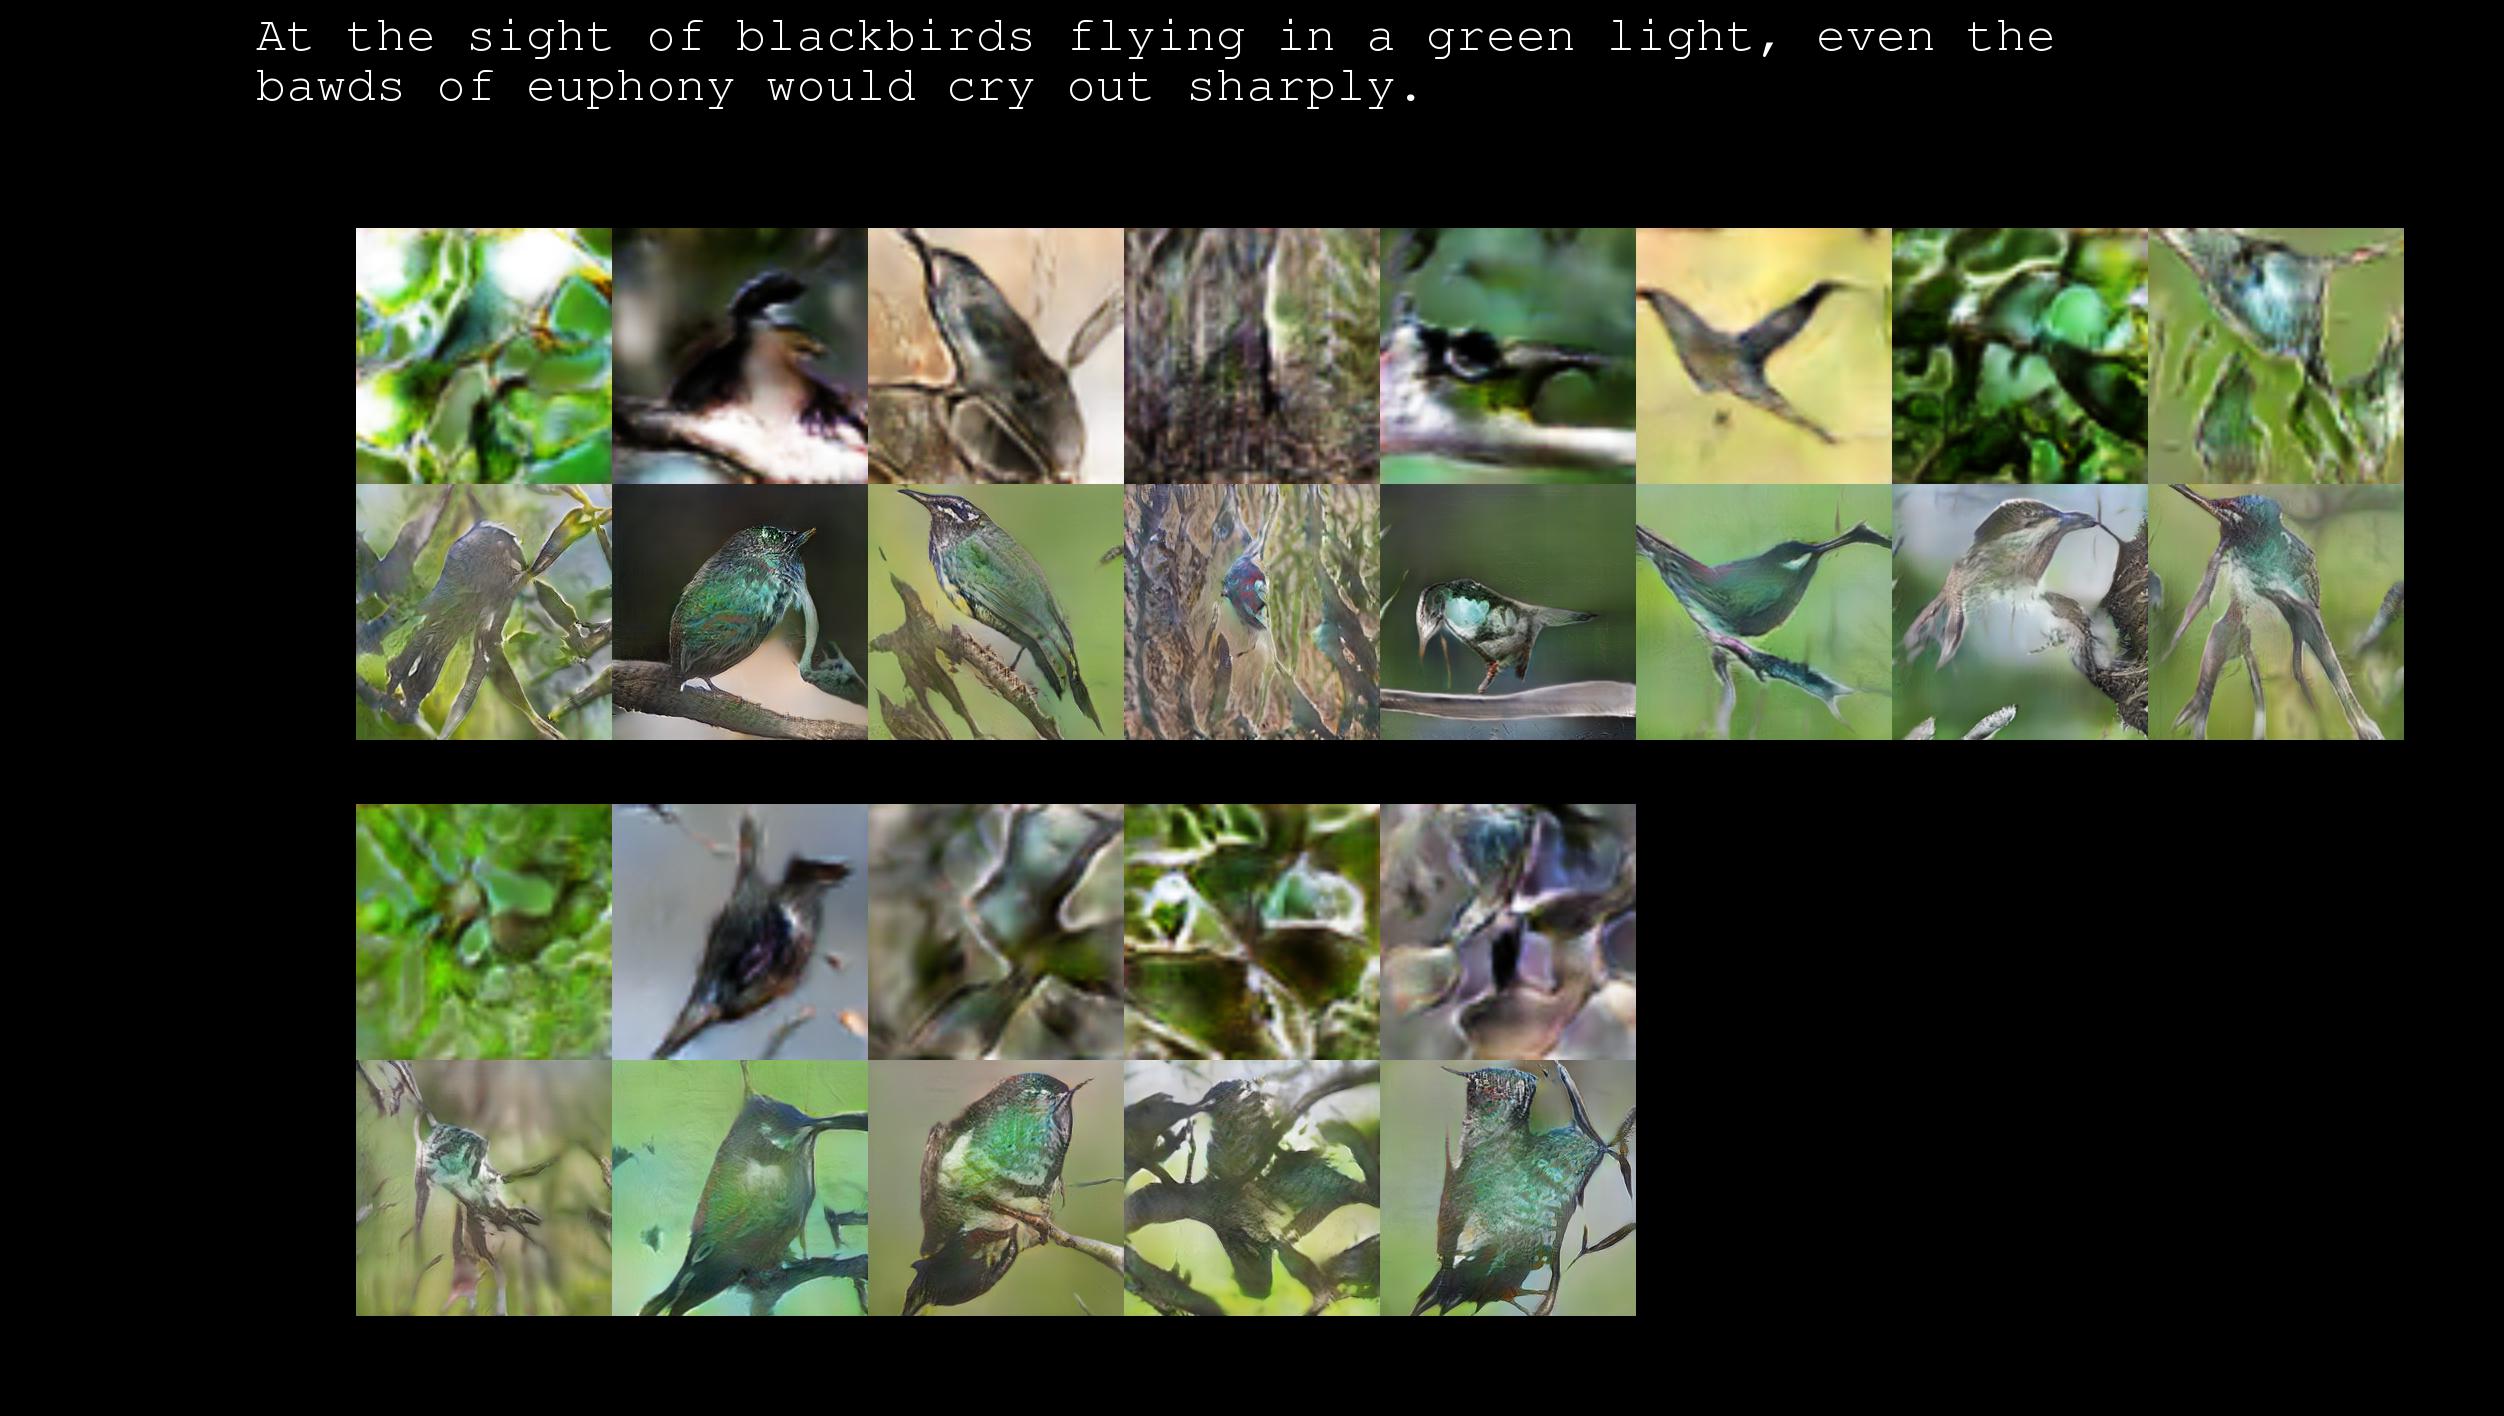 At the sight of blackbirds flying in a green light, even the
bawds of euphony would cry out sharply.